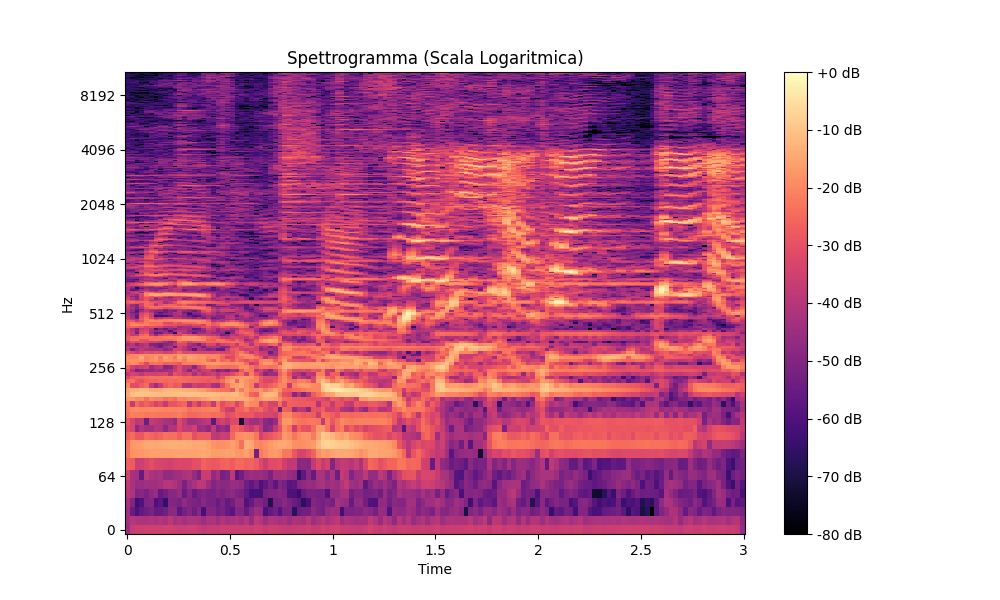 Spettrogramma (Scala Logaritmica)
Hz
8192
4096
2048
1024
512
256
128
64
0
0
0.5
1
1.5
2
2.5
3
Time
+0 dB
-10 dB
-20 dB
-30 dB
-40 dB
-50 dB
-60 dB
-70 dB
-80 dB